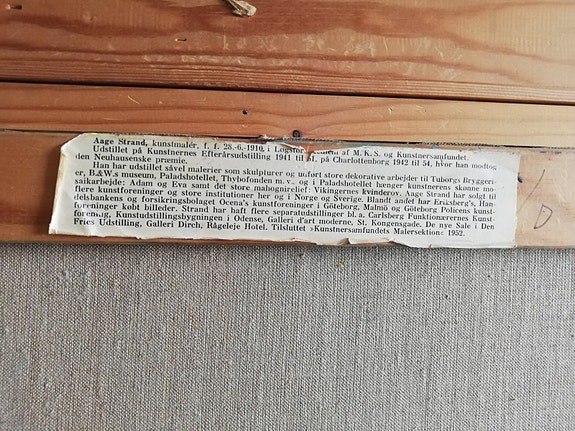 Aage Strand, kunstmaler, f. f. 28.-6.-1910, i Løgstør. af M.K.S. og Kunstnersamfundet.
Udstillet på Kunstnernes Efterårsudstilling 1941 til 51, på Charlottenborg 1942 til 54, hvor han modtog
den Neuhausenske præmie.
Han har udstillet såvel malerier som skulpturer og udført store dekorative arbejder til Tuborgs Bryggeri-
er, B.&W.s museum, Paladshotellet, Thybofonden m. v., og i Paladshotellet hænger kunstnerens skønne mo-
saikarbejde: Adam og Eva samt det store mahognirelief: Vikingernes kvinderov. Aage Strand har solgt til
flere kunstforeninger og store institutioner her og i Norge og Sverige. Blandt andet har Eriksberg's, Han-
delsbanken og forsikringsbolaget Ocena's kunstforeninger i Göteborg, Malmö og Göteborg Policens kunst-
foreninger købt billeder. Strand har haft flere separatudstillinger bl. a. Carlsberg Funktionærernes Kunst-
forening, Kunstudstillingsbygningen i Odense, Galleri d'art moderne, St. Kongensgade. De nye Sale i Den
Fries Udstilling, Galleri Dirch, Rågeleje Hotel. Tilsluttet »Kunstnersamfundets Malersektion« 1952.